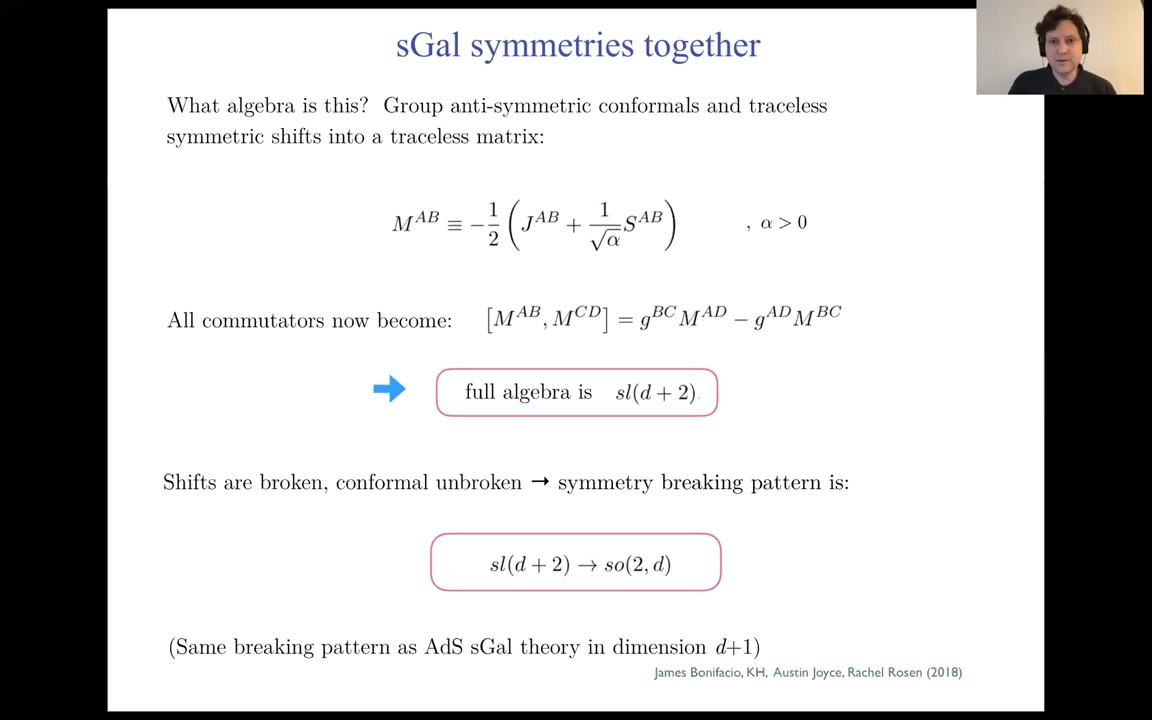 sGal symmetries together
What algebra is this? Group anti-symmetric conformals and traceless
symmetric shifts into a traceless matrix:
M^{AB} ≡ -\frac{1}{2} \left( J^{AB} + \frac{1}{\sqrt{α}} S^{AB} \right) , α > 0
All commutators now become: [M^{AB}, M^{CD}] = g^{BC} M^{AD} − g^{AD} M^{BC}
full algebra is sl(d + 2)
Shifts are broken, conformal unbroken → symmetry breaking pattern is:
sl(d + 2) → so(2, d)
(Same breaking pattern as AdS sGal theory in dimension d+1)
James Bonifacio, KH, Austin Joyce, Rachel Rosen (2018)